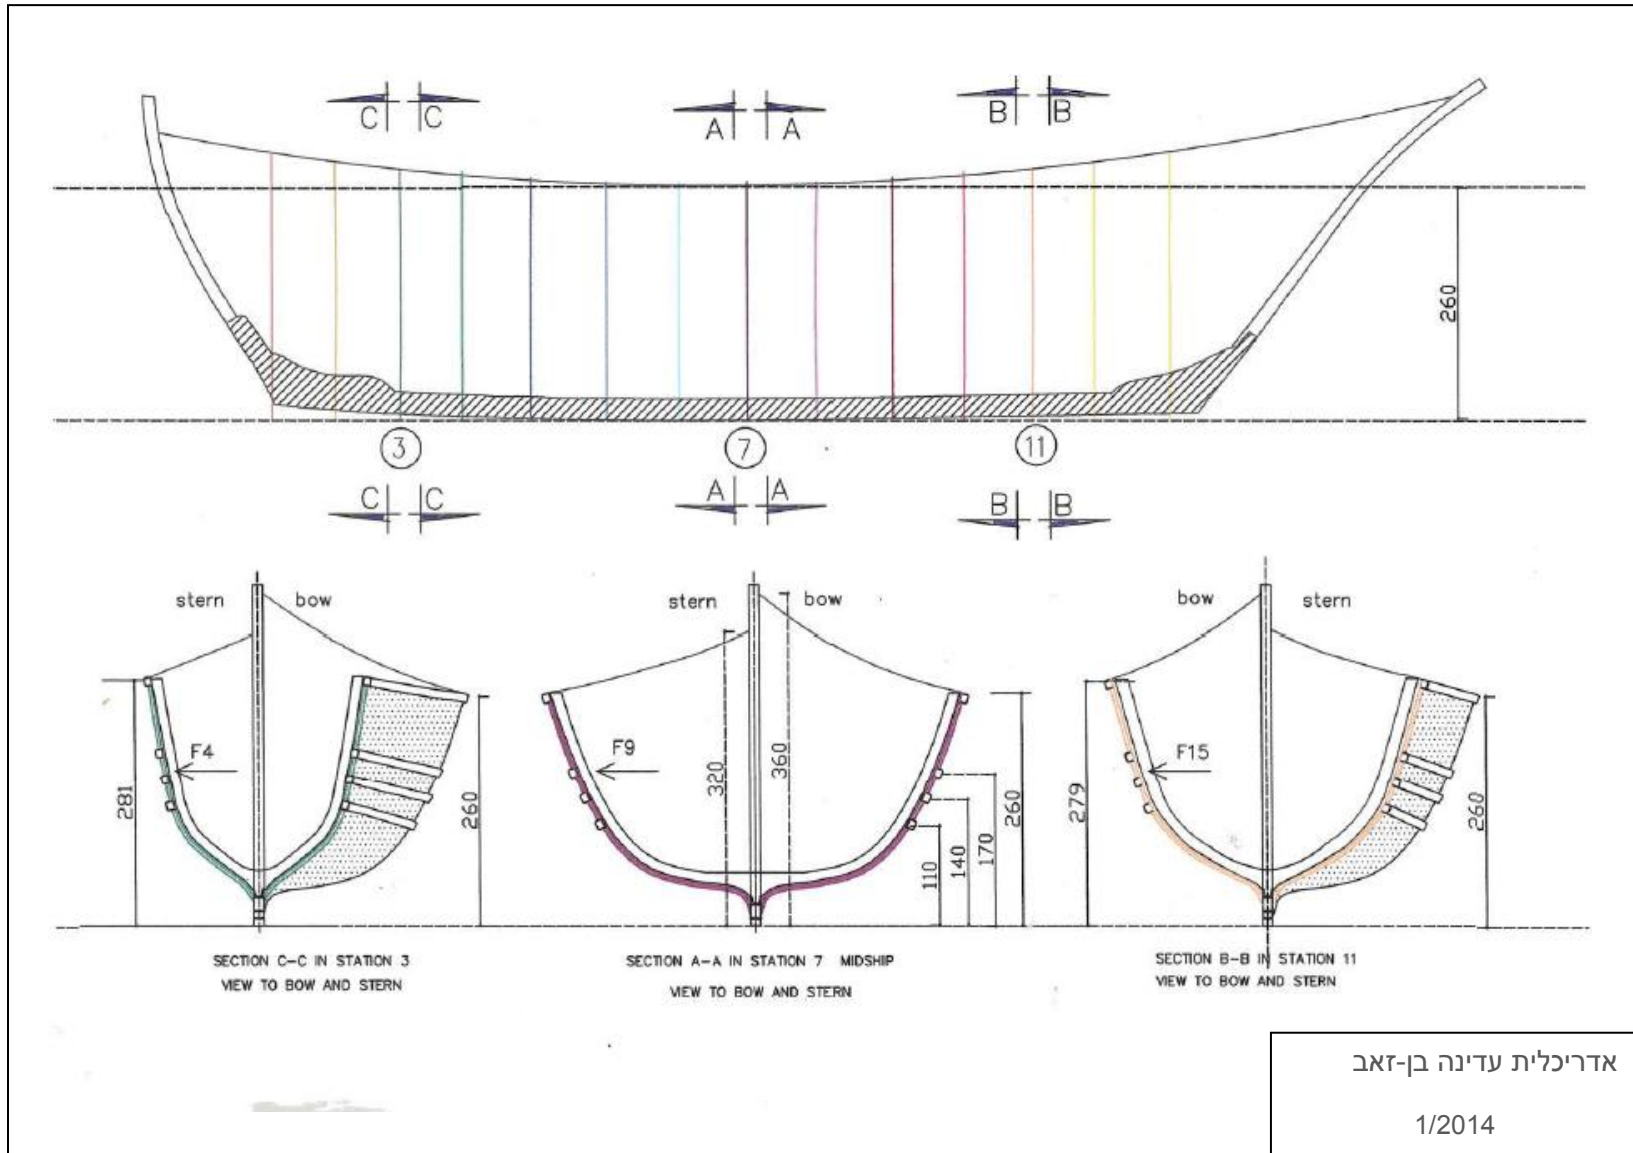 C C
A A
B B
260
3
7
11
C C
A A
B B
stern bow
stern bow
bow stern
F4
F9
F15
281
260
320
360
110
140
170
260
279
260
SECTION C-C IN STATION 3
VIEW TO BOW AND STERN
SECTION A-A IN STATION 7 MIDSHIP
VIEW TO BOW AND STERN
SECTION B-B IN STATION 11
VIEW TO BOW AND STERN
אדריכלית עדינה בן-זאב
1/2014